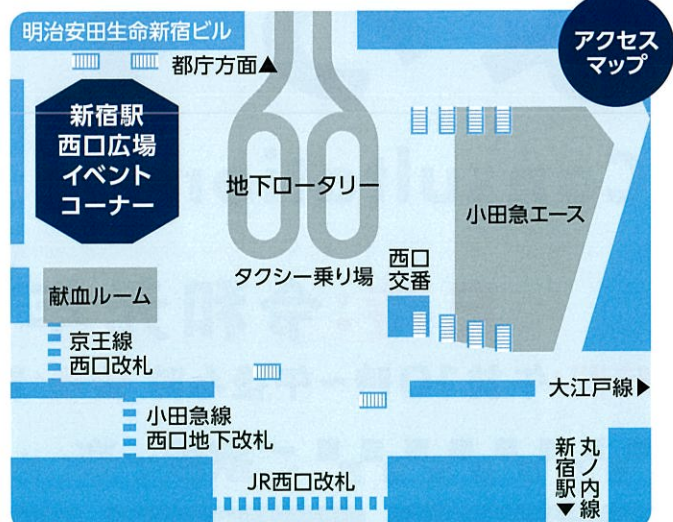 明治安田生命新宿ビル
アクセス
マップ
都庁方面▲
新宿駅
西口広場
イベント
コーナー
地下ロータリー
小田急エース
タクシー乗り場
西口
交番
献血ルーム
京王線
西口改札
大江戸線▶
小田急線
西口地下改札
JR西口改札
丸ノ内線
新宿駅▼